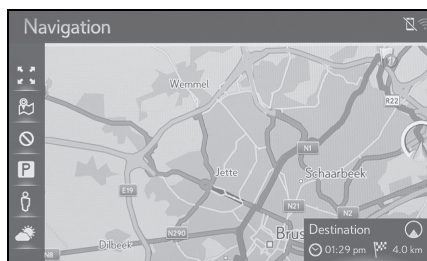 Navigation
Wemmel
R22
N1
Jette
Schaarbeek
E19
P
N21
N2
N290
Destination
Dilbeek
Brus
01:29 pm 4.0 km
N8